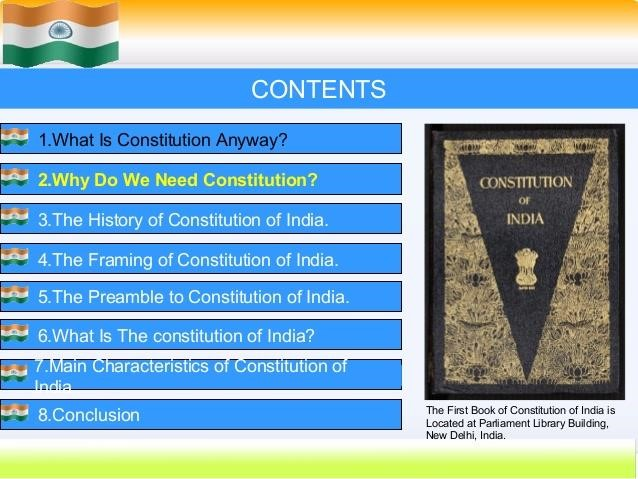 CONTENTS
1.What Is Constitution Anyway?
2.Why Do We Need Constitution?
3.The History of Constitution of India.
4.The Framing of Constitution of India.
5.The Preamble to Constitution of India.
6.What Is The constitution of India?
7.Main Characteristics of Constitution of
India
8.Conclusion
CONSTITUTION
OF
INDIA
The First Book of Constitution of India is
Located at Parliament Library Building,
New Delhi, India.